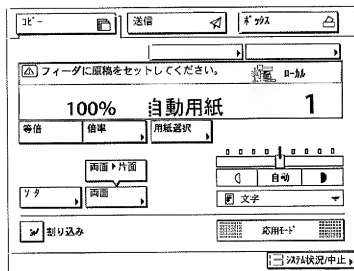 コピー 送信 ボックス
フィーダに原稿をセットしてください。 ローカル
100% 自動用紙 1
等倍 倍率 用紙選択
両面▶片面
ソータ 両面
自動
文字
割り込み 応用モード
システム状況/中止